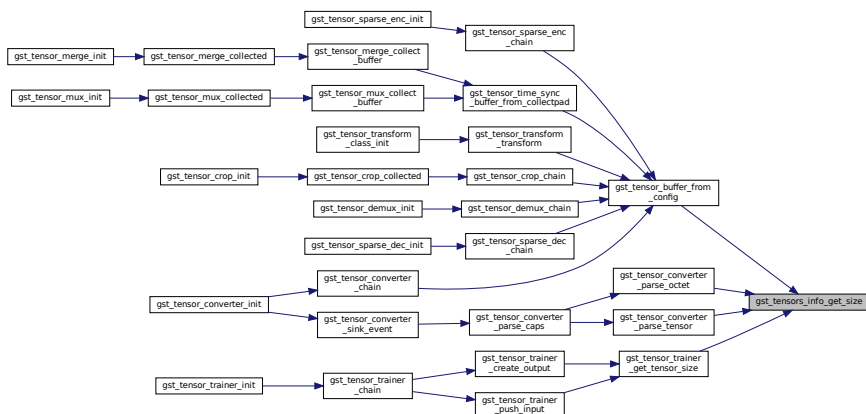 gst_tensor_sparse_enc_init
gst_tensor_sparse_enc
_chain
gst_tensor_merge_init
gst_tensor_merge_collected
gst_tensor_merge_collect
_buffer
gst_tensor_mux_init
gst_tensor_mux_collected
gst_tensor_mux_collect
_buffer
gst_tensor_time_sync
_buffer_from_collectpad
gst_tensor_transform
_class_init
gst_tensor_transform
_transform
gst_tensor_crop_init
gst_tensor_crop_collected
gst_tensor_crop_chain
gst_tensor_buffer_from
_config
gst_tensor_demux_init
gst_tensor_demux_chain
gst_tensor_sparse_dec_init
gst_tensor_sparse_dec
_chain
gst_tensor_converter_init
gst_tensor_converter
_chain
gst_tensor_converter
_parse_octet
gst_tensors_info_get_size
gst_tensor_converter
_sink_event
gst_tensor_converter
_parse_caps
gst_tensor_converter
_parse_tensor
gst_tensor_trainer_init
gst_tensor_trainer
_chain
gst_tensor_trainer
_create_output
gst_tensor_trainer
_get_tensor_size
gst_tensor_trainer
_push_input